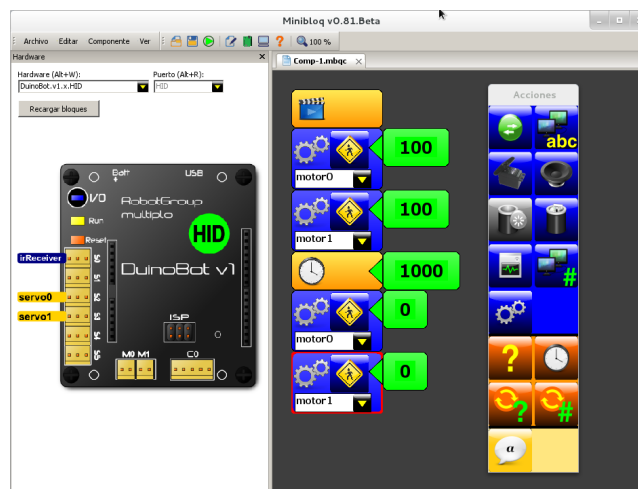 Minibloq v0.81.Beta
Archivo Editar Componente Ver 100 %
Hardware
Comp-1.mbqc
Hardware (Alt+W): Puerto (Alt+R):
DuinoBot.v1.x.HID HID
Recargar bloques
Acciones
abc
#
?
?
#
a
100
motor0
100
motor1
1000
0
motor0
0
motor1
Batt
+
USB
I/O
RobotGroup
multiplo
Run
HID
Reset
irReceiver
DuinoBot v1
servo0
servo1
ISP
M0 M1 C0